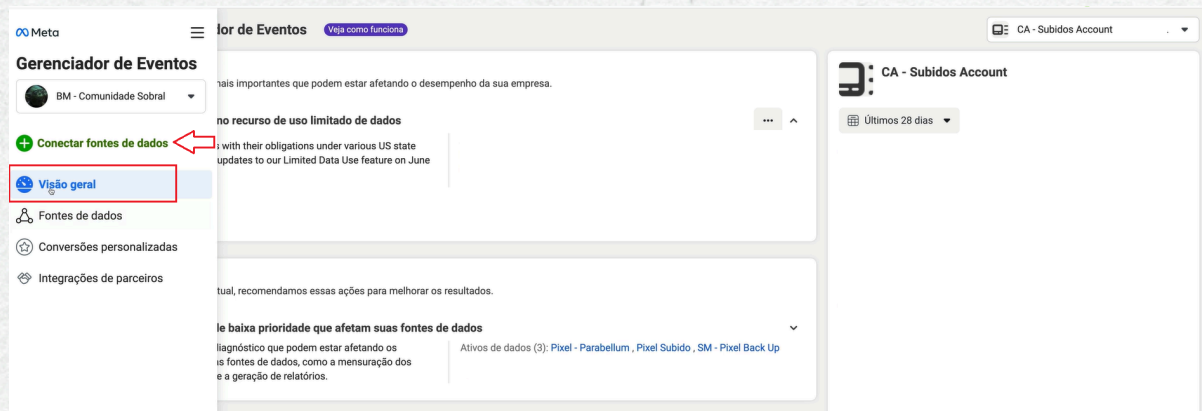 Meta
Gerenciador de Eventos
BM - Comunidade Sobral
Conectar fontes de dados
Visão geral
Fontes de dados
Conversões personalizadas
Integrações de parceiros
dor de Eventos Veja como funciona
nais importantes que podem estar afetando o desempenho da sua empresa.
no recurso de uso limitado de dados
s with their obligations under various US state
updates to our Limited Data Use feature on June
tual, recomendamos essas ações para melhorar os resultados.
de baixa prioridade que afetam suas fontes de dados
diagnóstico que podem estar afetando os
as fontes de dados, como a mensuração dos
e a geração de relatórios.
Ativos de dados (3): Pixel - Parabellum , Pixel Subido , SM - Pixel Back Up
CA - Subidos Account
CA - Subidos Account
Últimos 28 dias